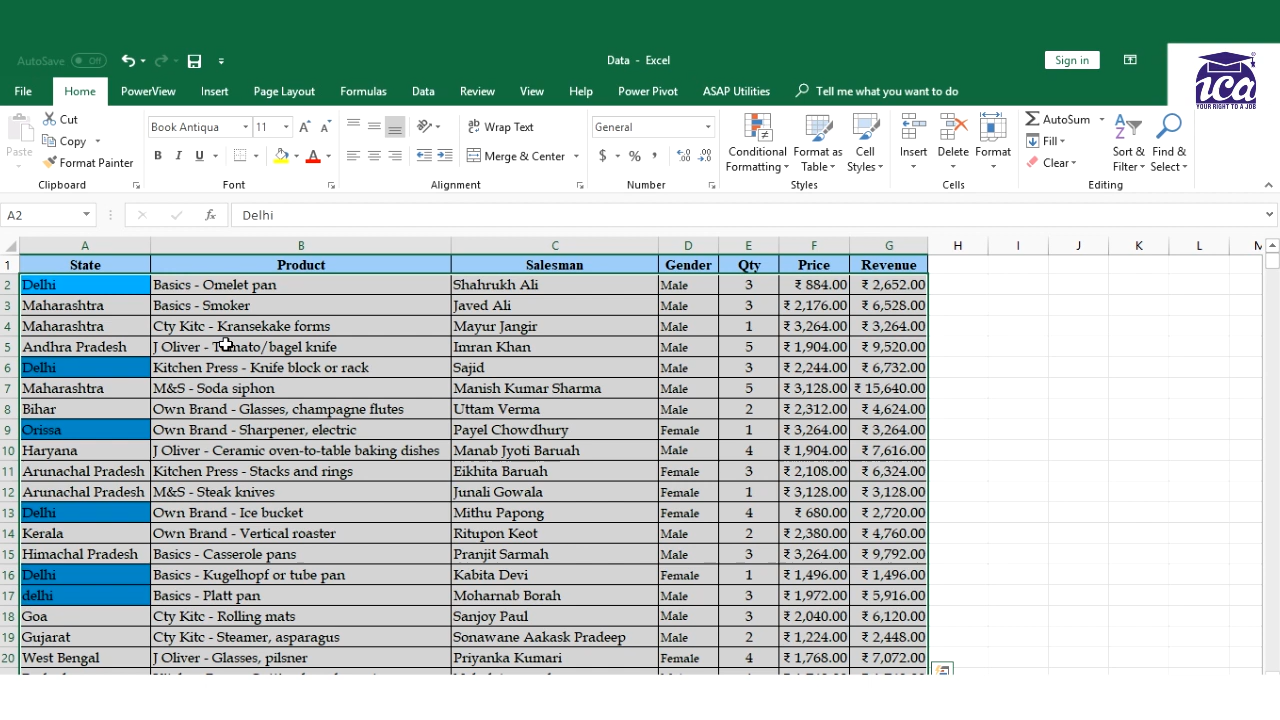 AutoSave Off Data - Excel Sign in
ica
YOUR RIGHT TO A JOB
File Home PowerView Insert Page Layout Formulas Data Review View Help Power Pivot ASAP Utilities Tell me what you want to do
Paste Cut Copy Format Painter
Book Antiqua 11 A A
B I U A
ab Wrap Text
Merge & Center
General
$ % ,
Conditional Formatting Format as Table Cell Styles
Insert Delete Format
AutoSum Fill Clear
Sort & Filter Find & Select
Clipboard Font Alignment Number Styles Cells Editing
A2 fx Delhi
A B C D E F G H I J K L M
1 State Product Salesman Gender Qty Price Revenue
2 Delhi Basics - Omelet pan Shahrukh Ali Male 3 ₹ 884.00 ₹ 2,652.00
3 Maharashtra Basics - Smoker Javed Ali Male 3 ₹ 2,176.00 ₹ 6,528.00
4 Maharashtra Cty Kitc - Kransekake forms Mayur Jangir Male 1 ₹ 3,264.00 ₹ 3,264.00
5 Andhra Pradesh J Oliver - Tomato/bagel knife Imran Khan Male 5 ₹ 1,904.00 ₹ 9,520.00
6 Delhi Kitchen Press - Knife block or rack Sajid Male 3 ₹ 2,244.00 ₹ 6,732.00
7 Maharashtra M&S - Soda siphon Manish Kumar Sharma Male 5 ₹ 3,128.00 ₹ 15,640.00
8 Bihar Own Brand - Glasses, champagne flutes Uttam Verma Male 2 ₹ 2,312.00 ₹ 4,624.00
9 Orissa Own Brand - Sharpener, electric Payel Chowdhury Female 1 ₹ 3,264.00 ₹ 3,264.00
10 Haryana J Oliver - Ceramic oven-to-table baking dishes Manab Jyoti Baruah Male 4 ₹ 1,904.00 ₹ 7,616.00
11 Arunachal Pradesh Kitchen Press - Stacks and rings Eikhita Baruah Female 3 ₹ 2,108.00 ₹ 6,324.00
12 Arunachal Pradesh M&S - Steak knives Junali Gowala Female 1 ₹ 3,128.00 ₹ 3,128.00
13 Delhi Own Brand - Ice bucket Mithu Papong Female 4 ₹ 680.00 ₹ 2,720.00
14 Kerala Own Brand - Vertical roaster Ritupon Keot Male 2 ₹ 2,380.00 ₹ 4,760.00
15 Himachal Pradesh Basics - Casserole pans Pranjit Sarmah Male 3 ₹ 3,264.00 ₹ 9,792.00
16 Delhi Basics - Kugelhopf or tube pan Kabita Devi Female 1 ₹ 1,496.00 ₹ 1,496.00
17 delhi Basics - Platt pan Moharnab Borah Male 3 ₹ 1,972.00 ₹ 5,916.00
18 Goa Cty Kitc - Rolling mats Sanjoy Paul Male 3 ₹ 2,040.00 ₹ 6,120.00
19 Gujarat Cty Kitc - Steamer, asparagus Sonawane Aakask Pradeep Male 2 ₹ 1,224.00 ₹ 2,448.00
20 West Bengal J Oliver - Glasses, pilsner Priyanka Kumari Female 4 ₹ 1,768.00 ₹ 7,072.00